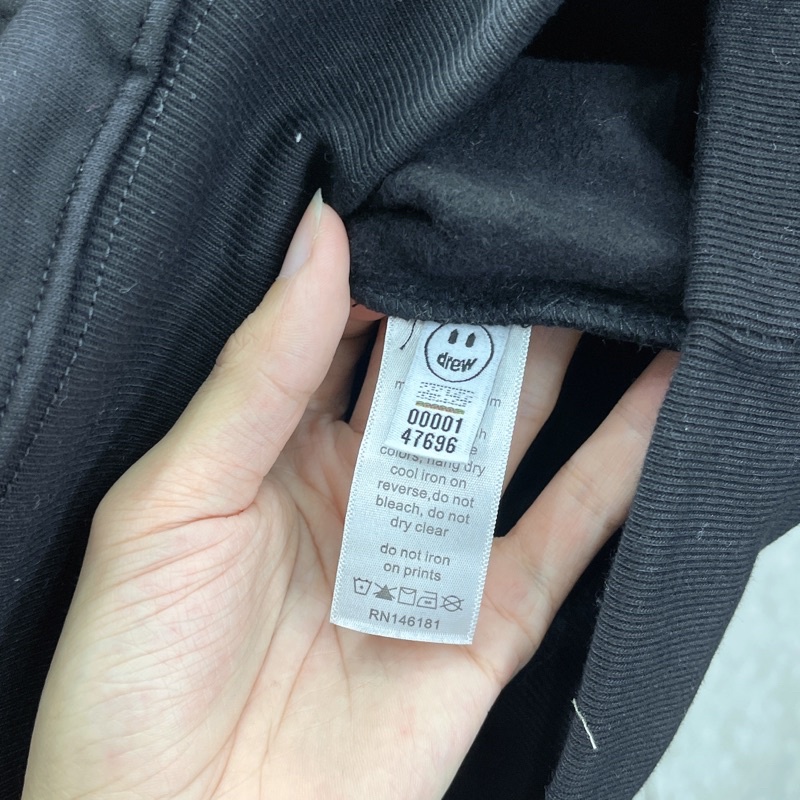 drew
00001
47696
colors, hang dry
cool iron on
reverse,do not
bleach, do not
dry clear
do not iron
on prints
RN146181